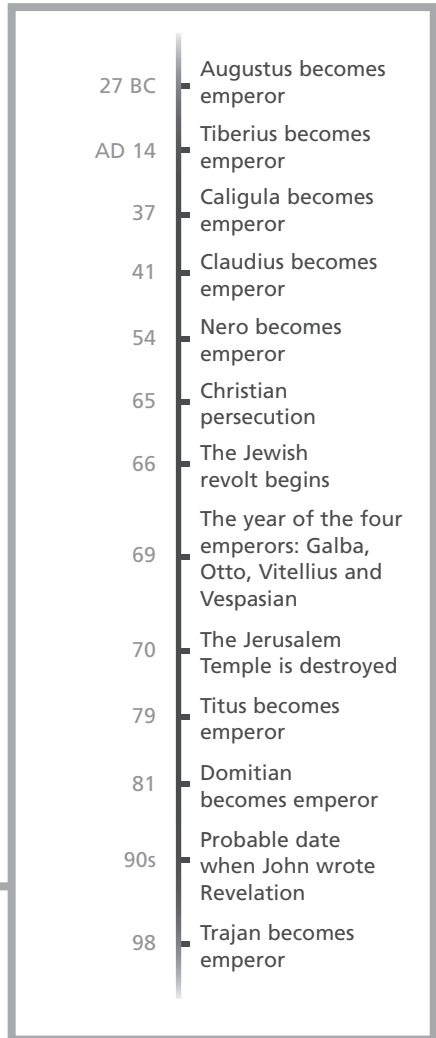 27 BC
Augustus becomes
emperor
AD 14
Tiberius becomes
emperor
37
Caligula becomes
emperor
41
Claudius becomes
emperor
54
Nero becomes
emperor
65
Christian
persecution
66
The Jewish
revolt begins
69
The year of the four
emperors: Galba,
Otto, Vitellius and
Vespasian
70
The Jerusalem
Temple is destroyed
79
Titus becomes
emperor
81
Domitian
becomes emperor
90s
Probable date
when John wrote
Revelation
98
Trajan becomes
emperor